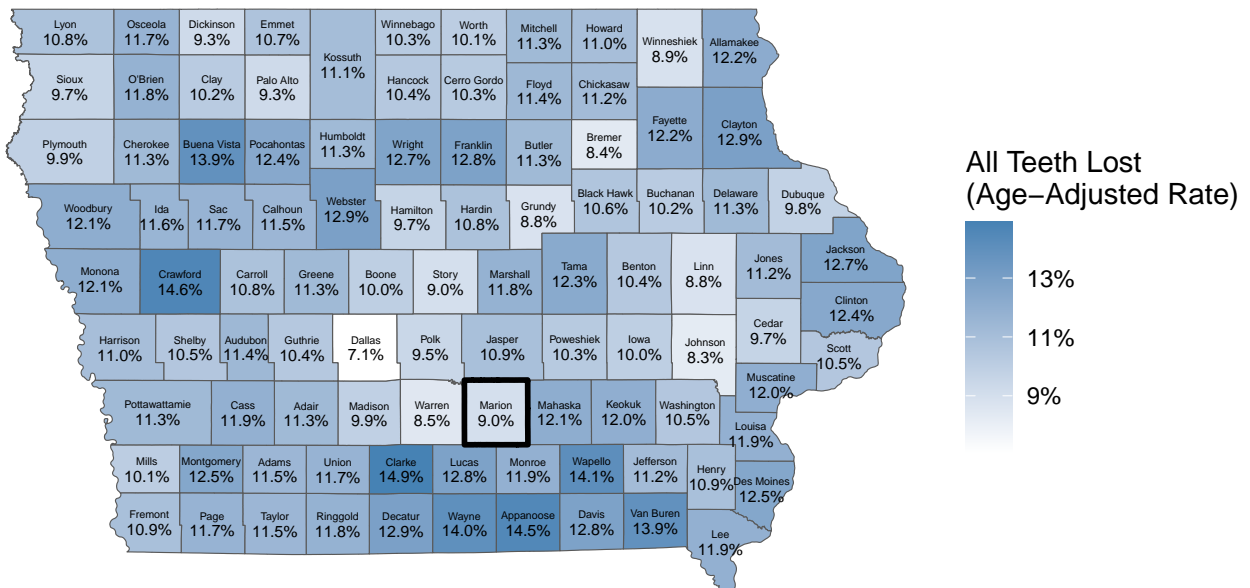 Lyon
10.8%
Osceola
11.7%
Dickinson
9.3%
Emmet
10.7%
Kossuth
11.1%
Winnebago
10.3%
Worth
10.1%
Mitchell
11.3%
Howard
11.0%
Winneshiek
8.9%
Allamakee
12.2%
Sioux
9.7%
O'Brien
11.8%
Clay
10.2%
Palo Alto
9.3%
Hancock
10.4%
Cerro Gordo
10.3%
Floyd
11.4%
Chickasaw
11.2%
Plymouth
9.9%
Cherokee
11.3%
Buena Vista
13.9%
Pocahontas
12.4%
Humboldt
11.3%
Wright
12.7%
Franklin
12.8%
Butler
11.3%
Bremer
8.4%
Fayette
12.2%
Clayton
12.9%
Woodbury
12.1%
Ida
11.6%
Sac
11.7%
Calhoun
11.5%
Webster
12.9%
Hamilton
9.7%
Hardin
10.8%
Grundy
8.8%
Black Hawk
10.6%
Buchanan
10.2%
Delaware
11.3%
Dubuque
9.8%
Monona
12.1%
Crawford
14.6%
Carroll
10.8%
Greene
11.3%
Boone
10.0%
Story
9.0%
Marshall
11.8%
Tama
12.3%
Benton
10.4%
Linn
8.8%
Jones
11.2%
Jackson
12.7%
Clinton
12.4%
Harrison
11.0%
Shelby
10.5%
Audubon
11.4%
Guthrie
10.4%
Dallas
7.1%
Polk
9.5%
Jasper
10.9%
Poweshiek
10.3%
Iowa
10.0%
Johnson
8.3%
Cedar
9.7%
Scott
10.5%
Muscatine
12.0%
Pottawattamie
11.3%
Cass
11.9%
Adair
11.3%
Madison
9.9%
Warren
8.5%
Marion
9.0%
Mahaska
12.1%
Keokuk
12.0%
Washington
10.5%
Louisa
11.9%
Mills
10.1%
Montgomery
12.5%
Adams
11.5%
Union
11.7%
Clarke
14.9%
Lucas
12.8%
Monroe
11.9%
Wapello
14.1%
Jefferson
11.2%
Henry
10.9%
Des Moines
12.5%
Fremont
10.9%
Page
11.7%
Taylor
11.5%
Ringgold
11.8%
Decatur
12.9%
Wayne
14.0%
Appanoose
14.5%
Davis
12.8%
Van Buren
13.9%
Lee
11.9%
All Teeth Lost
(Age−Adjusted Rate)
13%
11%
9%